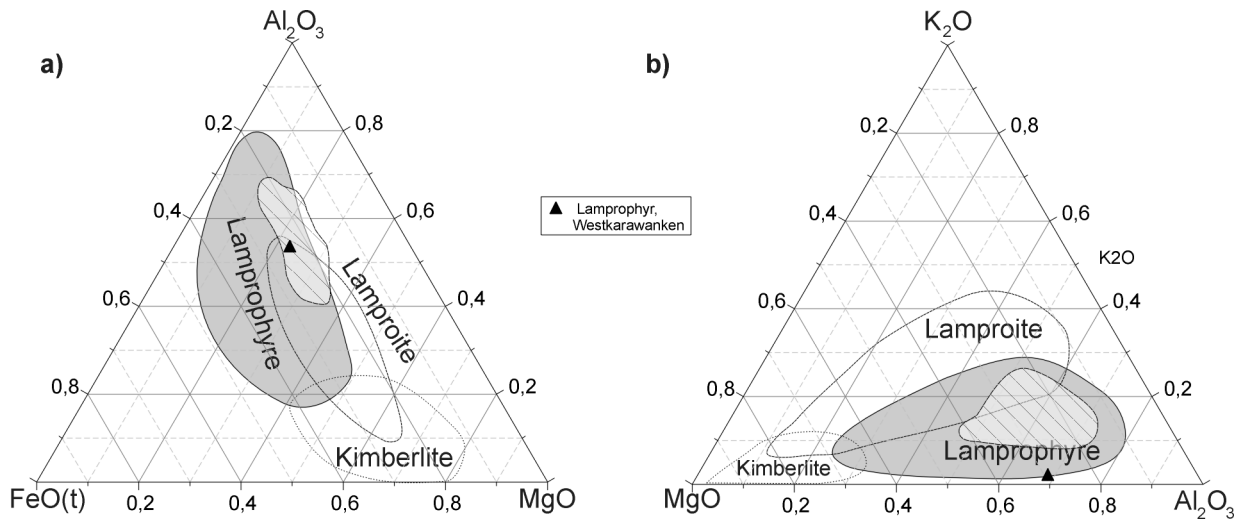 a)
Al₂O₃
0,2
0,8
0,4
0,6
0,6
0,4
0,8
0,2
Lamprophyre
Lamproite
Kimberlite
FeO(t)
0,2
0,4
0,6
0,8
MgO
Lamprophyr,
Westkarawanken
b)
K₂O
0,2
0,8
0,4
0,6
K2O
0,6
0,4
0,8
0,2
Lamproite
Lamprophyre
Kimberlite
MgO
0,2
0,4
0,6
0,8
Al₂O₃